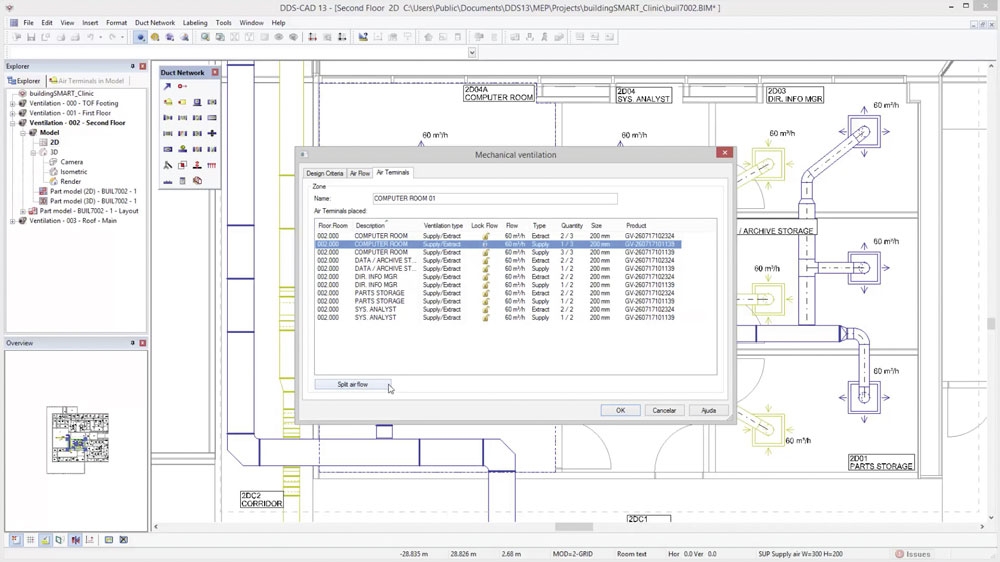 DDS-CAD 13 - [Second Floor 2D C:\Users\Public\Documents\DDS13\MEP\Projects\buildingSMART_Clinic\buil7002.BIM* ]
File Edit View Insert Format Duct Network Labeling Tools Window Help
Explorer
Explorer Air Terminals in Model
buildingSMART_Clinic
Ventilation - 000 - TOF Footing
Ventilation - 001 - First Floor
Ventilation - 002 - Second Floor
Model
2D
3D
Camera
Isometric
Render
Part model (2D) - BUIL7002 - 1
Part model (3D) - BUIL7002 - 1
Part model - BUIL7002 - 1 - Layout
Ventilation - 003 - Roof - Main
Overview
Duct Network
2D04A
COMPUTER ROOM
2D04
SYS. ANALYST
2D03
DIR. INFO MGR
60 m³/h
60 m³/h
60 m³/h
60 m³/h
Mechanical ventilation
Design Criteria Air Flow Air Terminals
Zone
Name: COMPUTER ROOM 01
Air Terminals placed:
Floor Room Description Ventilation type Lock Flow Flow Type Quantity Size Product
002.000 COMPUTER ROOM Supply/Extract 60 m³/h Extract 2 / 3 200 mm GV-260717102324
002.000 COMPUTER ROOM Supply/Extract 60 m³/h Supply 1 / 3 200 mm GV-260717101139
002.000 COMPUTER ROOM Supply/Extract 60 m³/h Supply 3 / 3 200 mm GV-260717101139
002.000 DATA / ARCHIVE ST... Supply/Extract 60 m³/h Extract 2 / 2 200 mm GV-260717102324
002.000 DATA / ARCHIVE ST... Supply/Extract 60 m³/h Supply 1 / 2 200 mm GV-260717101139
002.000 DIR. INFO MGR Supply/Extract 60 m³/h Extract 2 / 2 200 mm GV-260717102324
002.000 DIR. INFO MGR Supply/Extract 60 m³/h Supply 1 / 2 200 mm GV-260717101139
002.000 PARTS STORAGE Supply/Extract 60 m³/h Extract 2 / 2 200 mm GV-260717102324
002.000 PARTS STORAGE Supply/Extract 60 m³/h Supply 1 / 2 200 mm GV-260717101139
002.000 SYS. ANALYST Supply/Extract 60 m³/h Extract 2 / 2 200 mm GV-260717102324
002.000 SYS. ANALYST Supply/Extract 60 m³/h Supply 1 / 2 200 mm GV-260717101139
Split air flow
OK Cancelar Ajuda
/ ARCHIVE STORAGE
60 m³/h
60 m³/h
60 m³/h
60 m³/h
2D01
PARTS STORAGE
2DC2
CORRIDOR
2DC1
-28.835 m 28.826 m 2.68 m MOD=2-GRID Room text Hor 0.0 Ver 0.0 SUP Supply air W=300 H=200 Issues